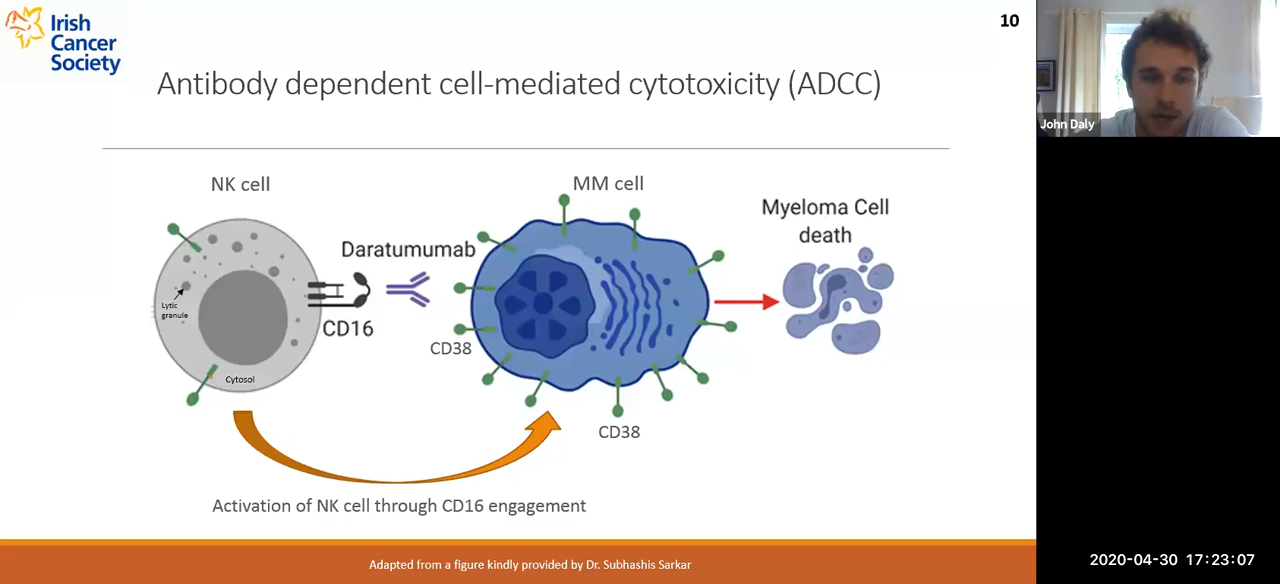 Irish
Cancer
Society
10
Antibody dependent cell-mediated cytotoxicity (ADCC)
John Daly
NK cell
MM cell
Myeloma Cell
death
Daratumumab
Lytic
granule
CD16
CD38
Cytosol
CD38
Activation of NK cell through CD16 engagement
Adapted from a figure kindly provided by Dr. Subhashis Sarkar
2020-04-30 17:23:07